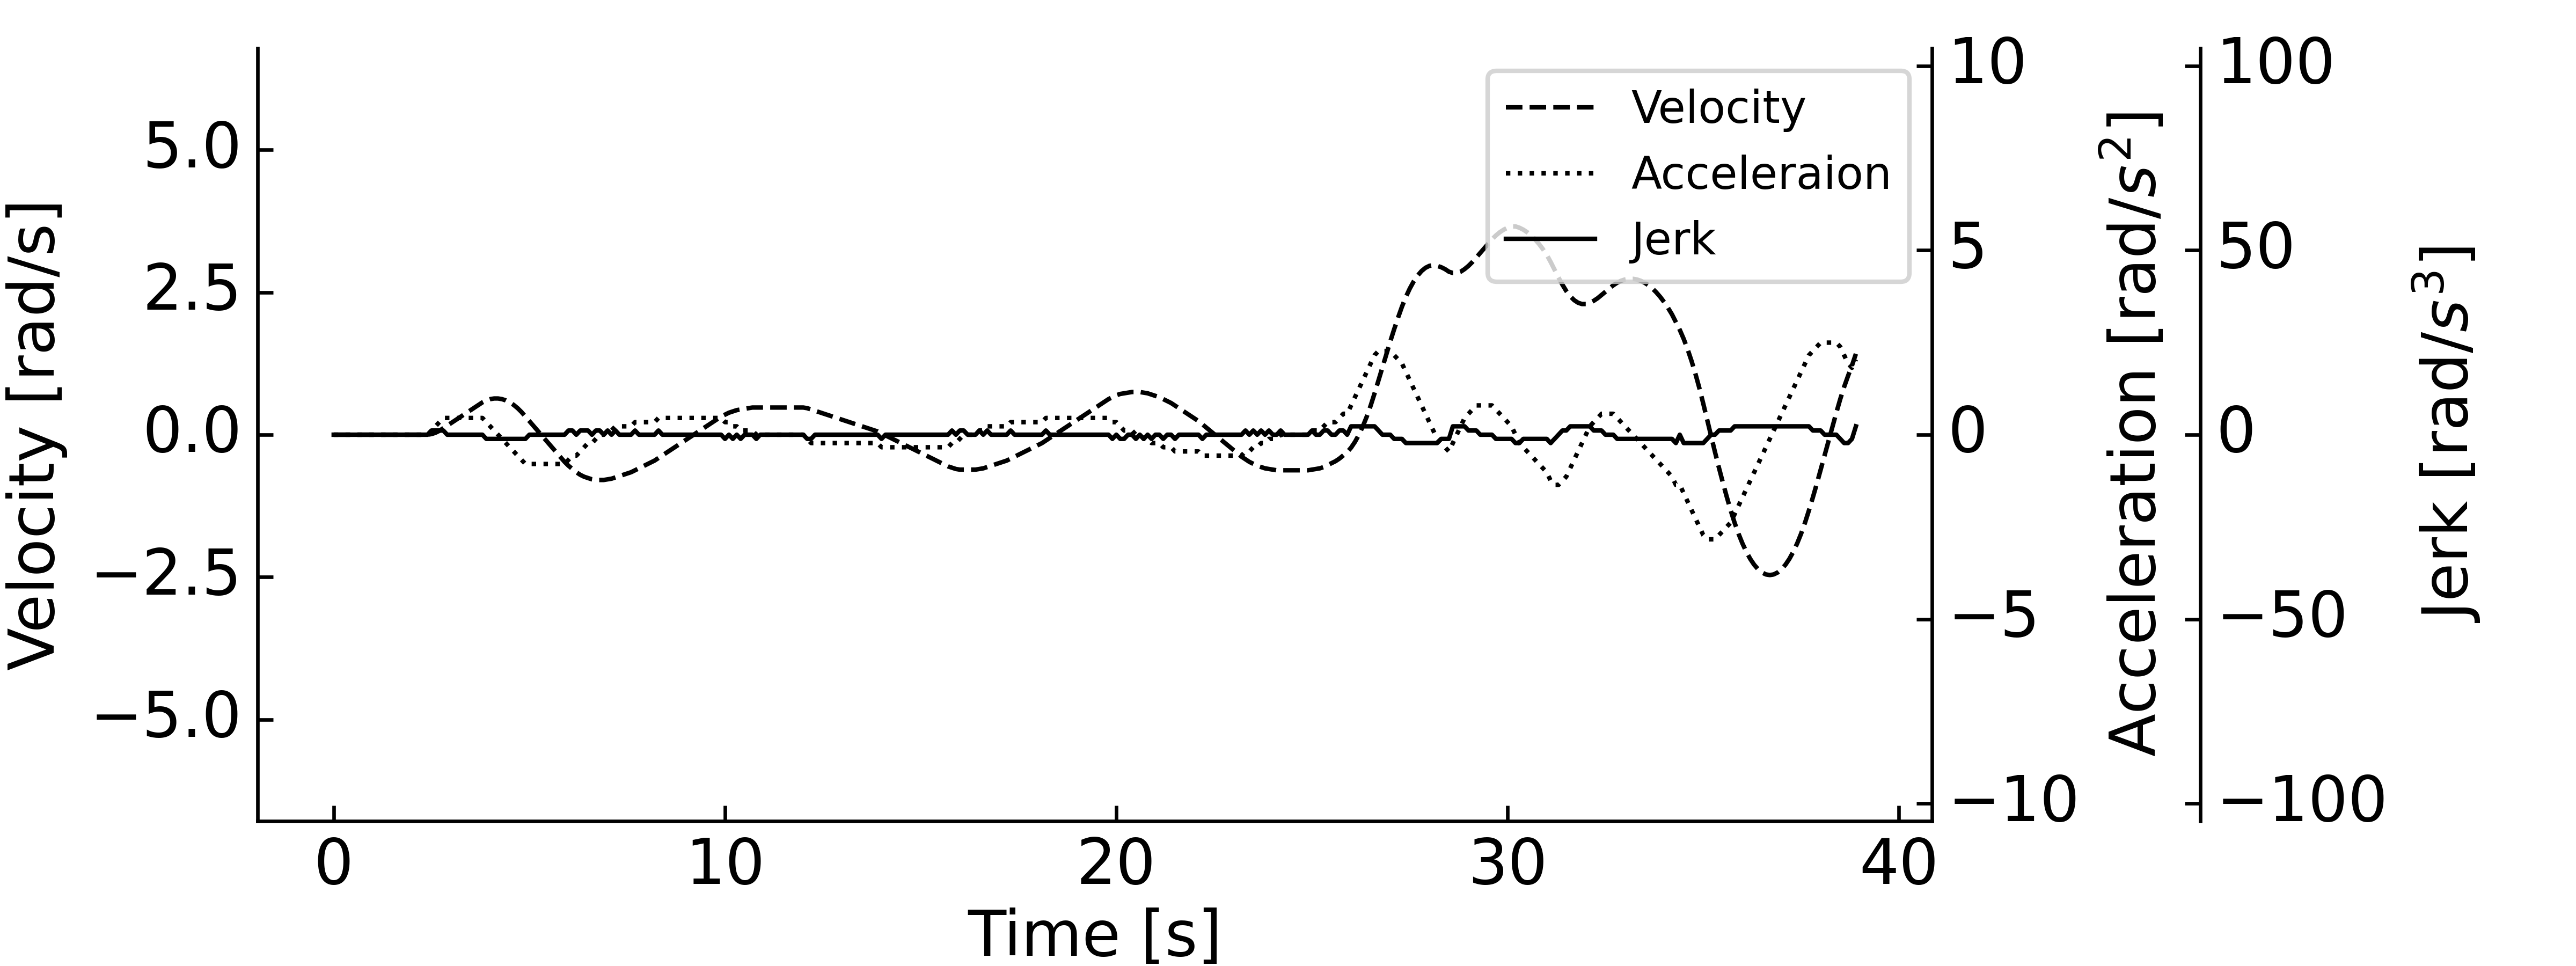 Velocity [rad/s]
5.0
2.5
0.0
−2.5
−5.0
0
10
20
30
40
Time [s]
Velocity
Acceleraion
Jerk
10
5
0
−5
−10
Acceleration [rad/s²]
100
50
0
−50
−100
Jerk [rad/s³]